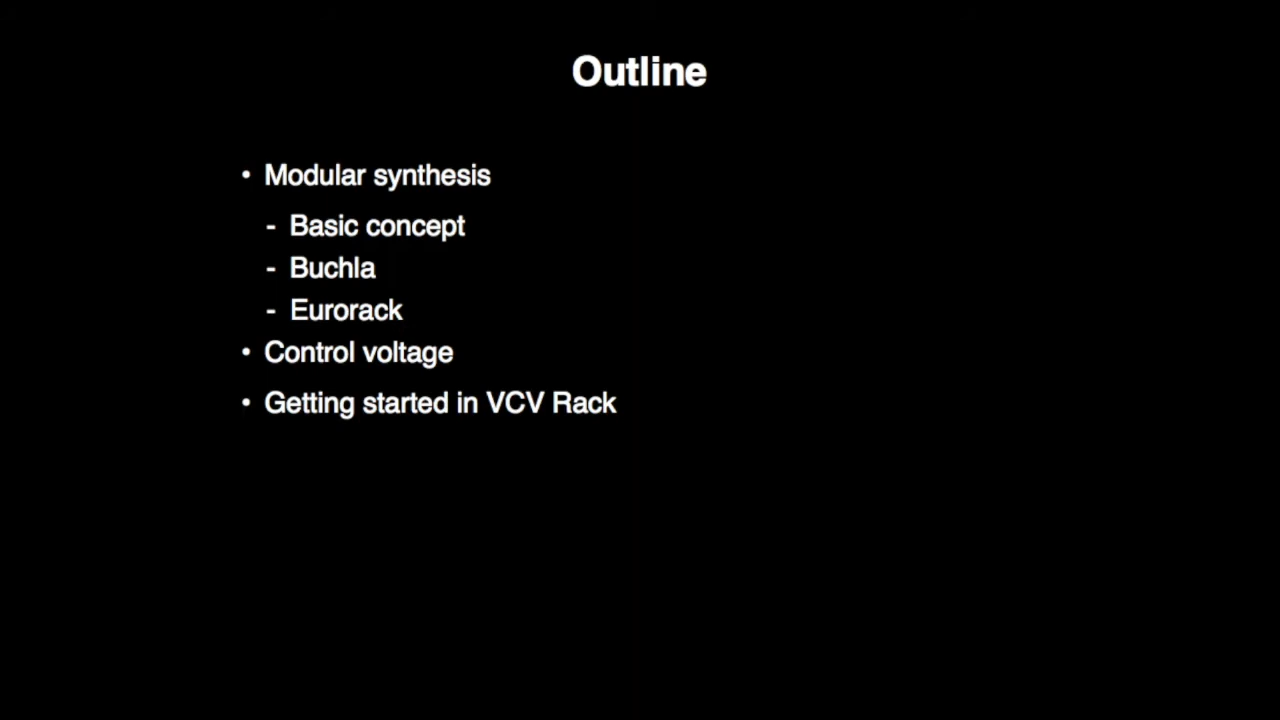 Outline
• Modular synthesis
- Basic concept
- Buchla
- Eurorack
• Control voltage
• Getting started in VCV Rack